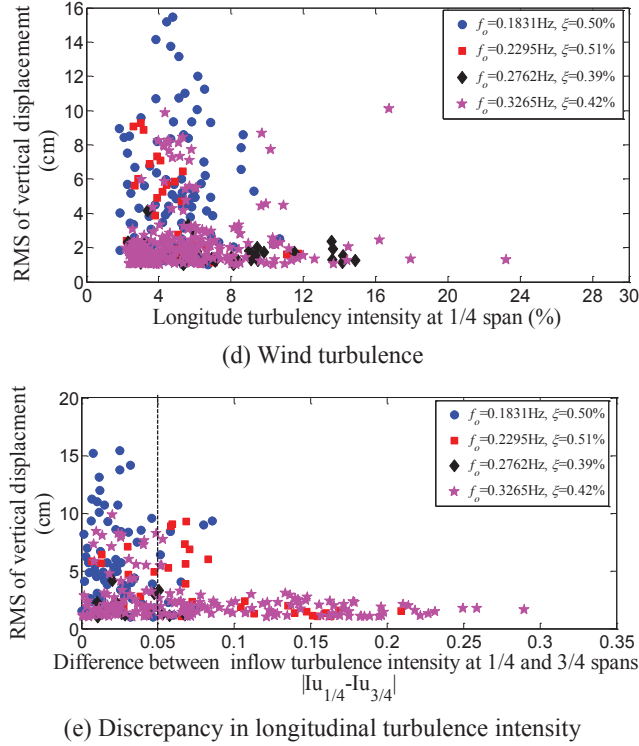 16
14
12
10
8
6
4
2
0
RMS of vertical displacememt
(cm)
fo=0.1831Hz, ξ=0.50%
fo=0.2295Hz, ξ=0.51%
fo=0.2762Hz, ξ=0.39%
fo=0.3265Hz, ξ=0.42%
0 4 8 12 16 20 24 28 30
Longitude turbulency intensity at 1/4 span (%)
(d) Wind turbulence
20
15
10
5
0
RMS of vertical displacment
(cm)
fo=0.1831Hz, ξ=0.50%
fo=0.2295Hz, ξ=0.51%
fo=0.2762Hz, ξ=0.39%
fo=0.3265Hz, ξ=0.42%
0 0.05 0.1 0.15 0.2 0.25 0.3 0.35
Difference between inflow turbulence intensity at 1/4 and 3/4 spans
|Iu1/4-Iu3/4|
(e) Discrepancy in longitudinal turbulence intensity